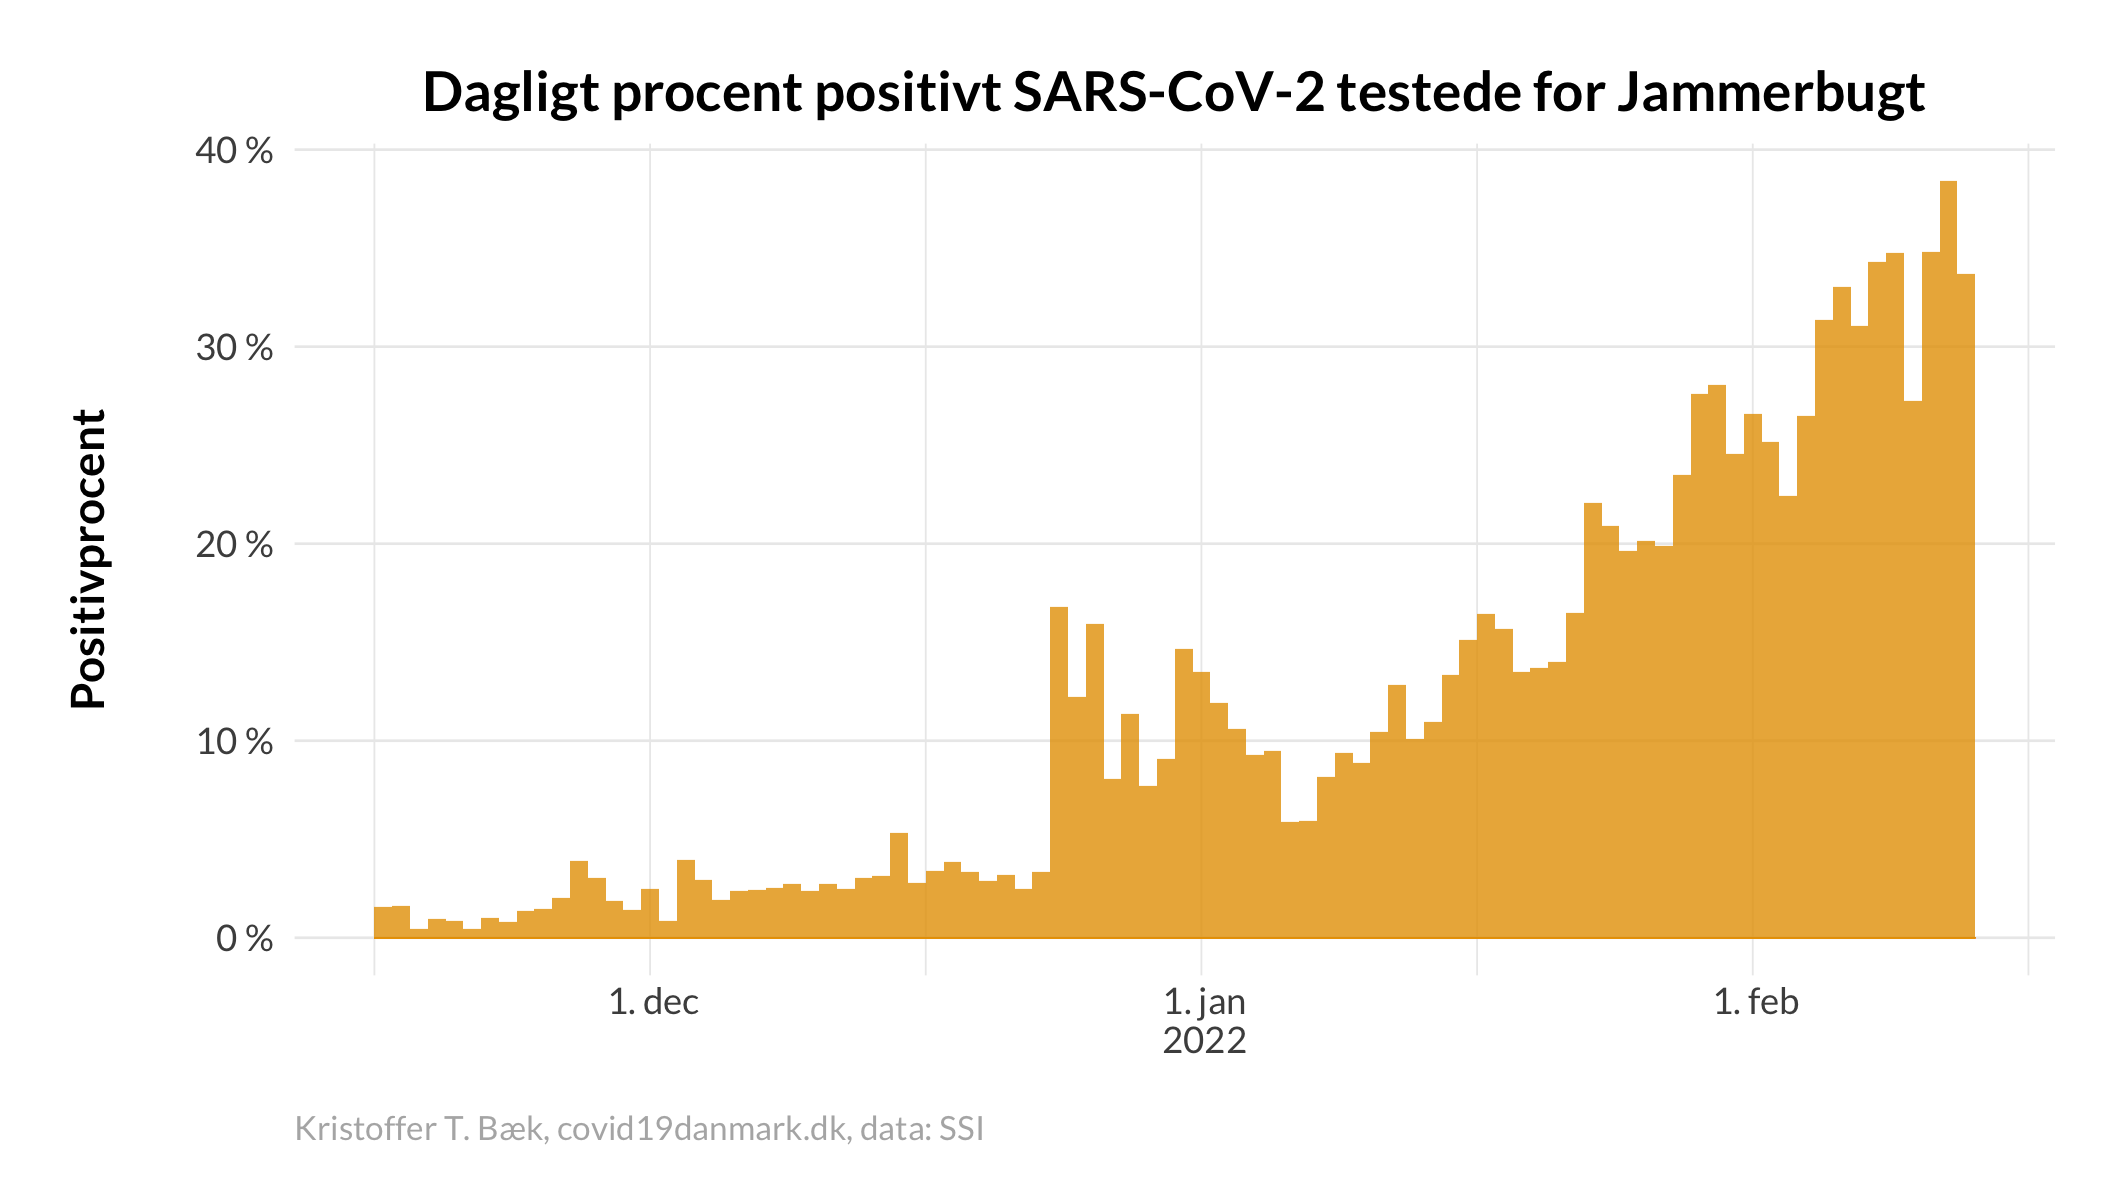 Dagligt procent positivt SARS-CoV-2 testede for Jammerbugt
Positivprocent
40 %
30 %
20 %
10 %
0 %
1. dec
1. jan
2022
1. feb
Kristoffer T. Bæk, covid19danmark.dk, data: SSI